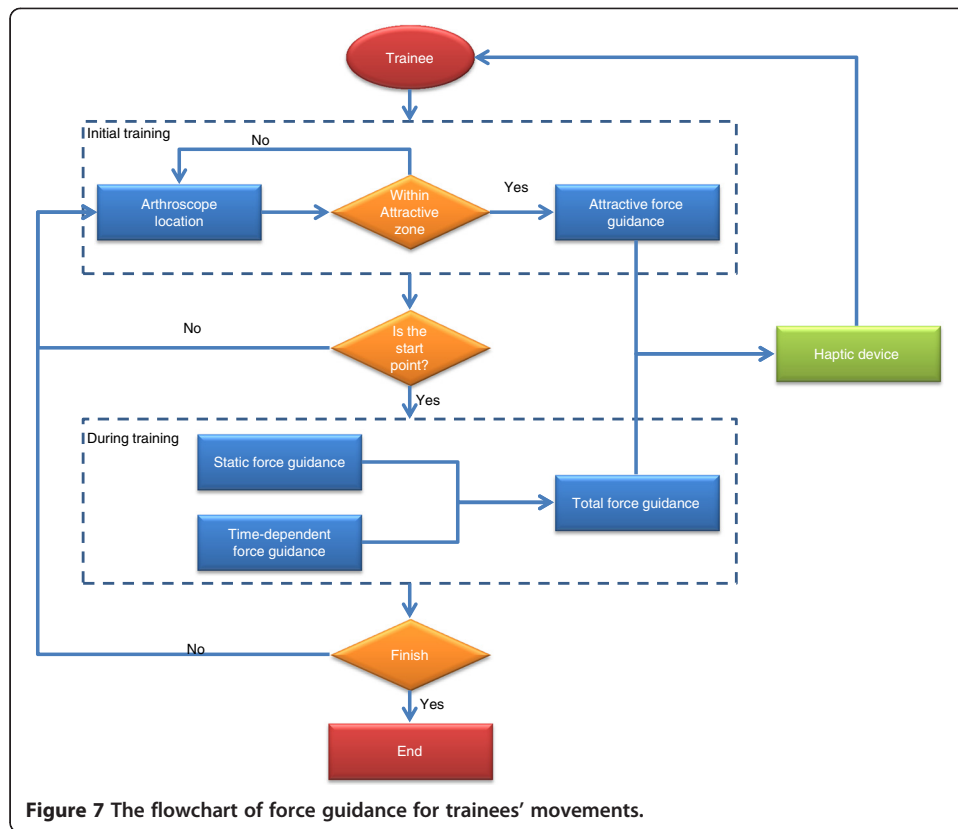 Trainee
Initial training
No
Arthroscope
location
Within
Attractive
zone
Yes
Attractive force
guidance
No
Is the
start
point?
Haptic device
Yes
During training
Static force guidance
Total force guidance
Time-dependent
force guidance
No
Finish
Yes
End
Figure 7 The flowchart of force guidance for trainees’ movements.